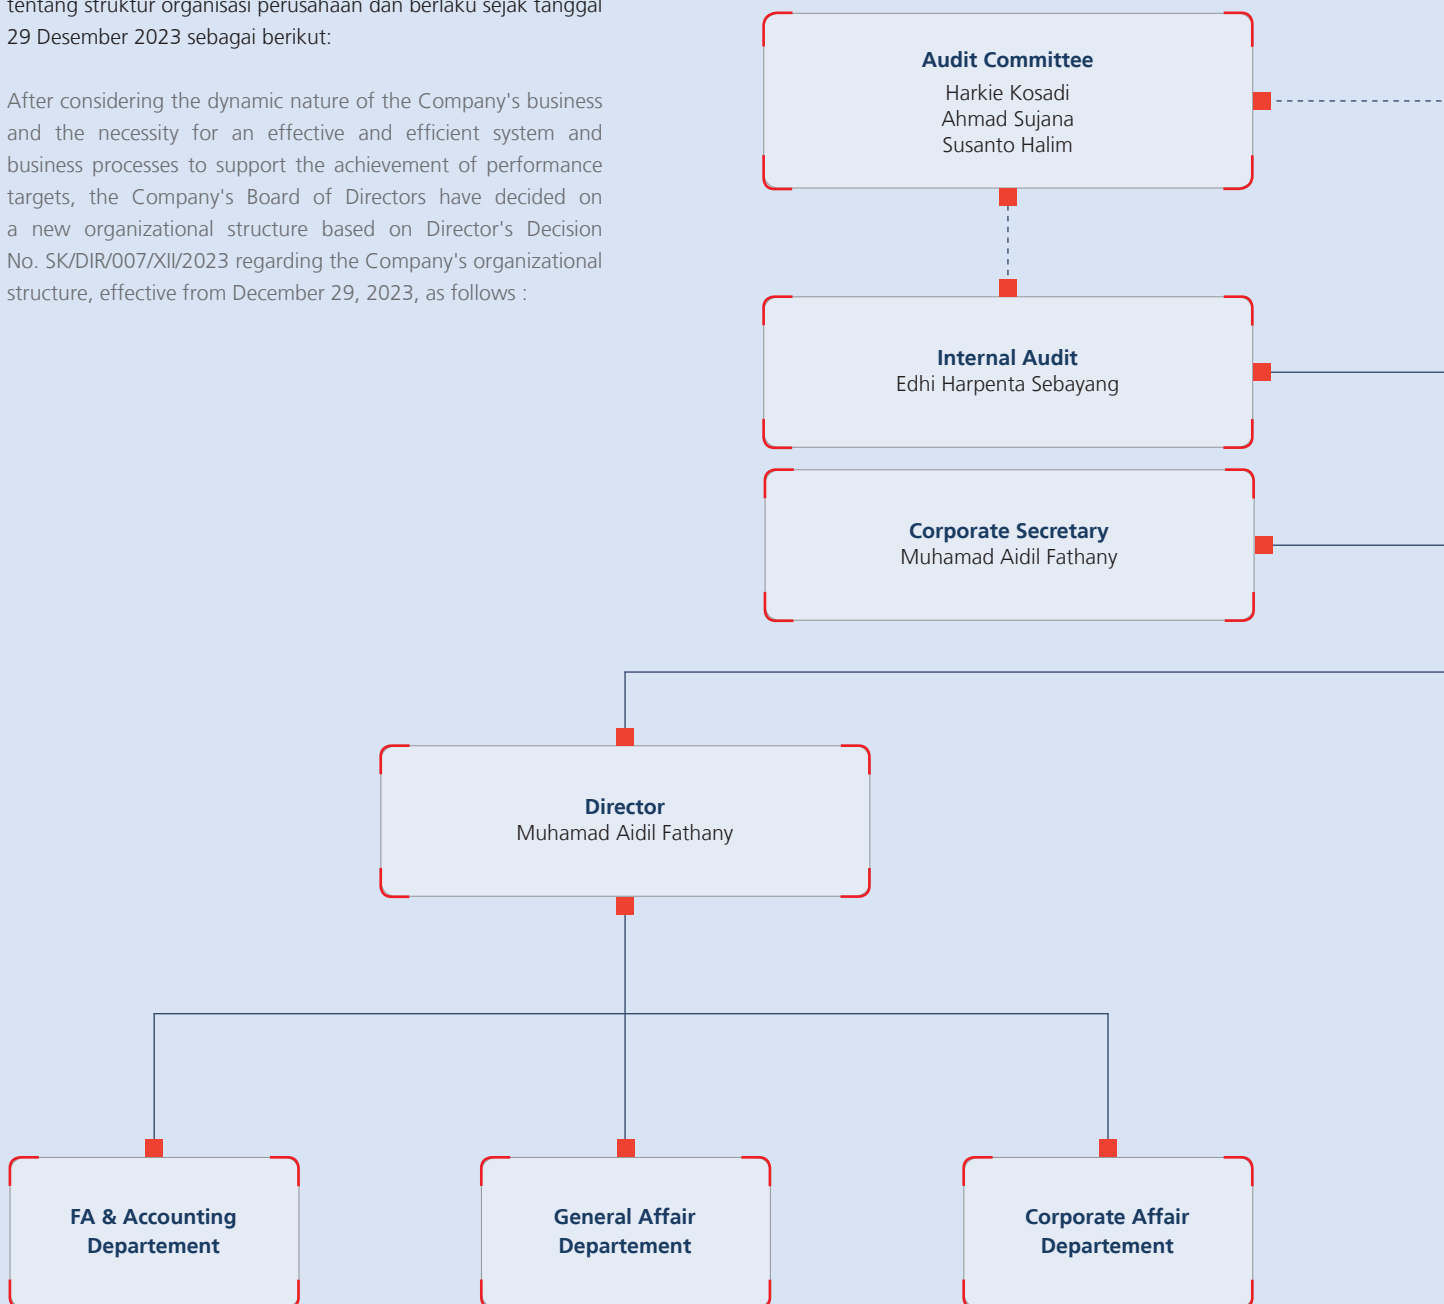 tentang struktur organisasi perusahaan dan berlaku sejak tanggal
29 Desember 2023 sebagai berikut:
After considering the dynamic nature of the Company's business
and the necessity for an effective and efficient system and
business processes to support the achievement of performance
targets, the Company's Board of Directors have decided on
a new organizational structure based on Director's Decision
No. SK/DIR/007/XII/2023 regarding the Company's organizational
structure, effective from December 29, 2023, as follows :
Audit Committee
Harkie Kosadi
Ahmad Sujana
Susanto Halim
Internal Audit
Edhi Harpenta Sebayang
Corporate Secretary
Muhamad Aidil Fathany
Director
Muhamad Aidil Fathany
FA & Accounting
Departement
General Affair
Departement
Corporate Affair
Departement